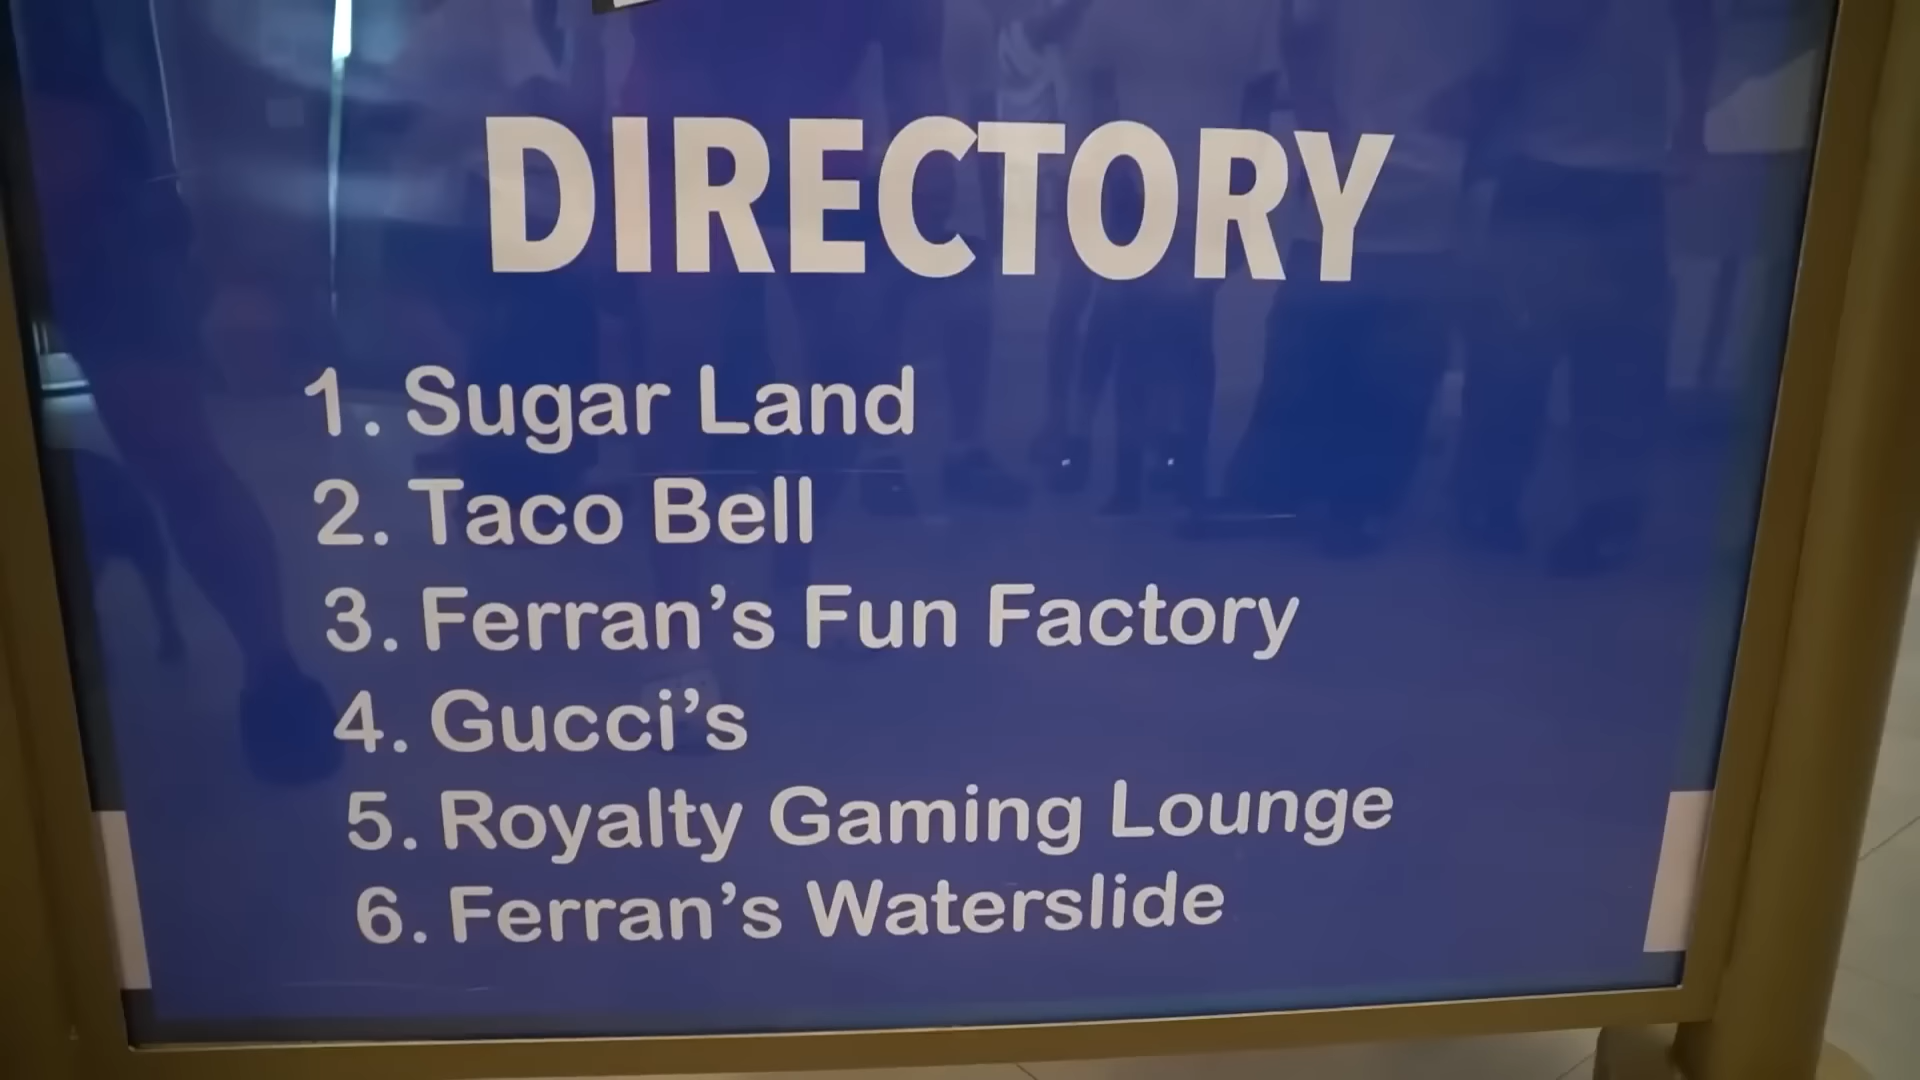 DIRECTORY
1. Sugar Land
2. Taco Bell
3. Ferran’s Fun Factory
4. Gucci’s
5. Royalty Gaming Lounge
6. Ferran’s Waterslide